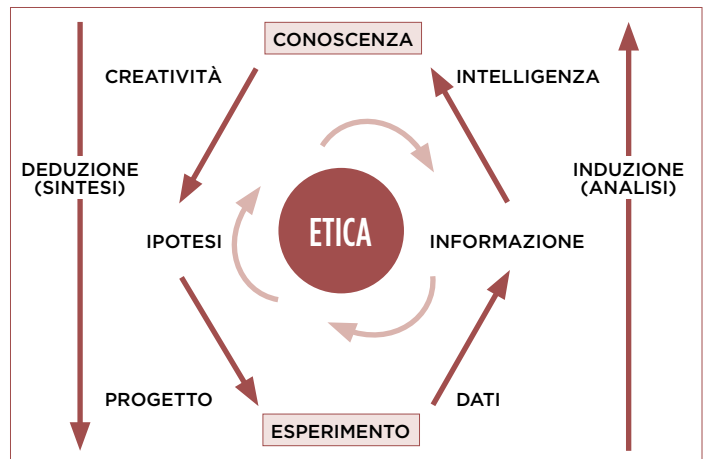 CONOSCENZA
CREATIVITÀ
INTELLIGENZA
DEDUZIONE
(SINTESI)
INDUZIONE
(ANALISI)
IPOTESI
ETICA
INFORMAZIONE
PROGETTO
DATI
ESPERIMENTO